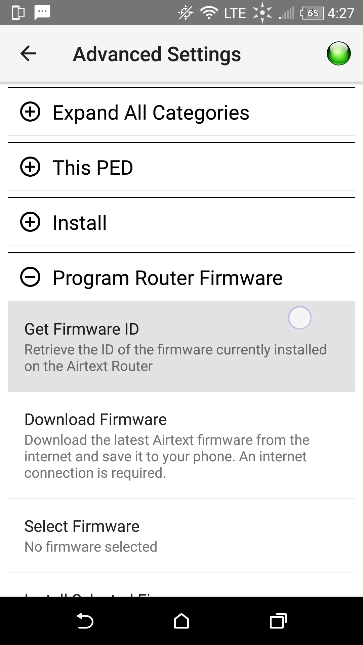 LTE 65 4:27
Advanced Settings
Expand All Categories
This PED
Install
Program Router Firmware
Get Firmware ID
Retrieve the ID of the firmware currently installed
on the Airtext Router
Download Firmware
Download the latest Airtext firmware from the
internet and save it to your phone. An internet
connection is required.
Select Firmware
No firmware selected